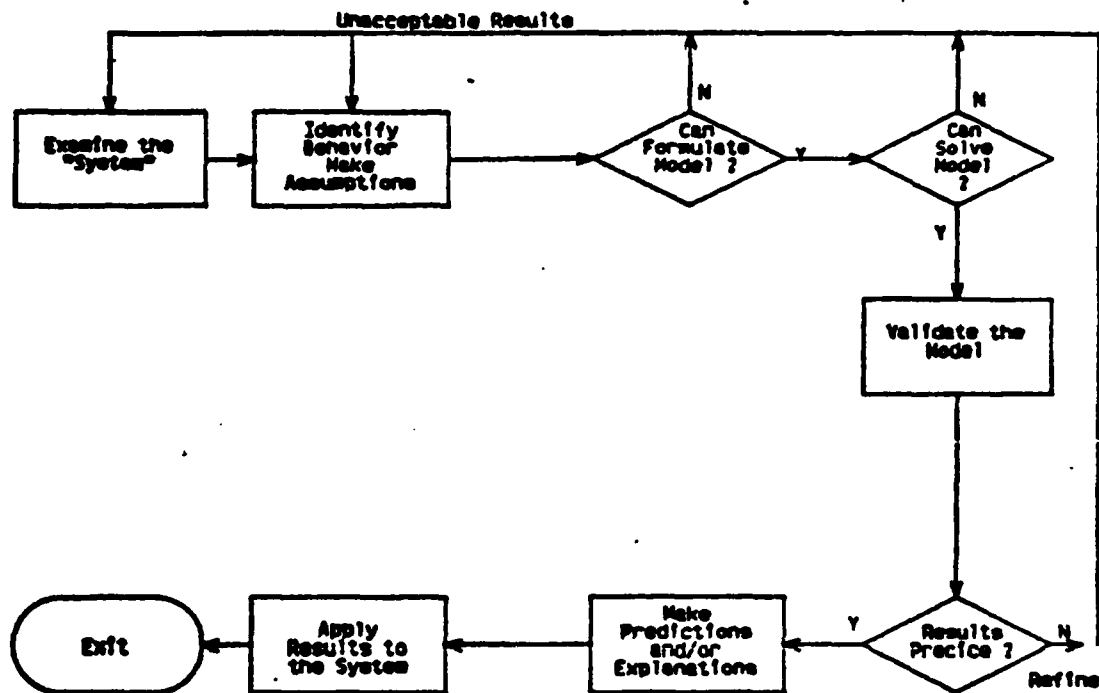 Unacceptable Results
Examine the
"System"
Identify
Behavior
Make
Assumptions
Can
Formulate
Model ?
N
Y
Can
Solve
Model
?
N
Y
Validate the
Model
Results
Precice ?
N
Refine
Y
Make
Predictions
and/or
Explanations
Apply
Results to
the System
Exit